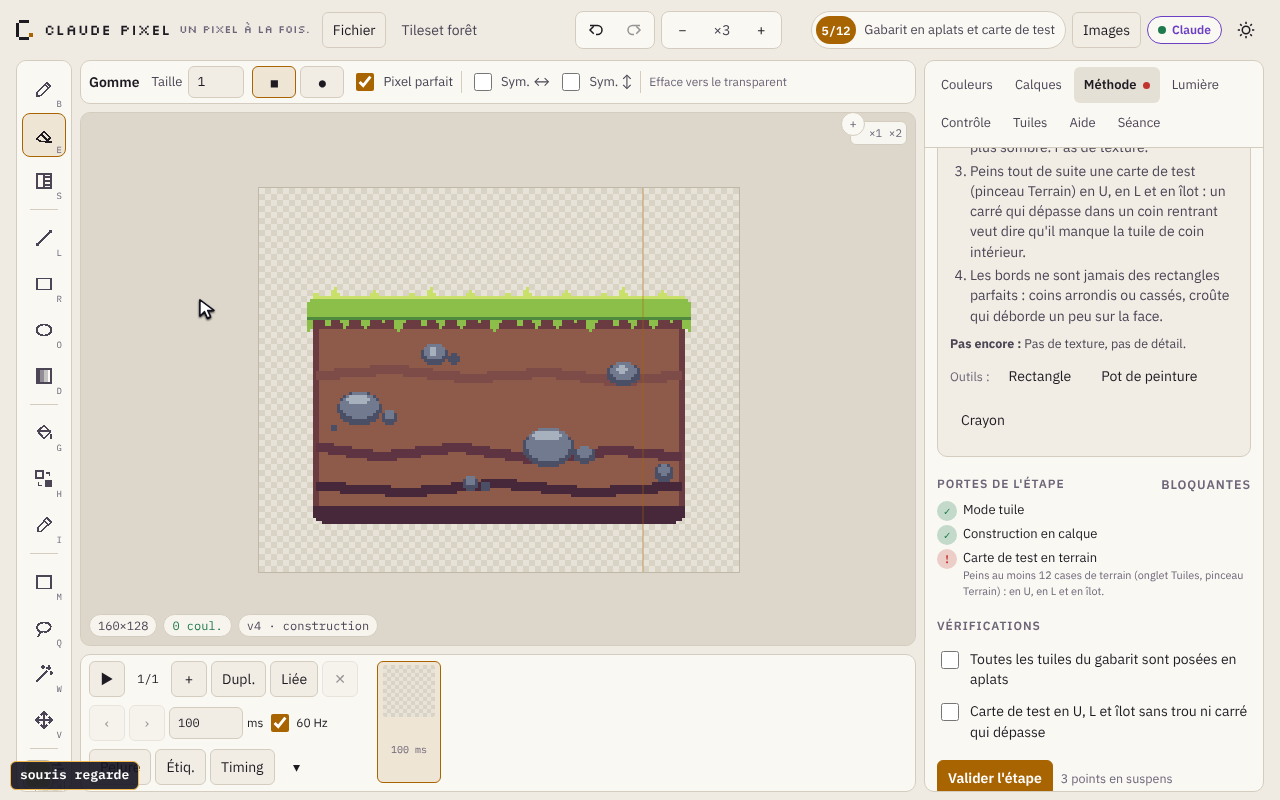 CLAUDE PIXEL UN PIXEL À LA FOIS. Fichier Tileset forêt − ×3 + 5/12 Gabarit en aplats et carte de test Images Claude
Gomme Taille 1 ■ ● Pixel parfait Sym. ↔ Sym. ↕ Efface vers le transparent
B
E
S
L
R
O
D
G
H
I
M
Q
W
V
+ ×1 ×2
160×128 0 coul. v4 · construction
1/1 + Dupl. Liée ×
‹ › 100 ms 60 Hz
Étiq. Timing ▼
100 ms
souris regarde
Couleurs Calques Méthode Lumière
Contrôle Tuiles Aide Séance
plus sombre. Pas de texture.
3. Peins tout de suite une carte de test
(pinceau Terrain) en U, en L et en îlot : un
carré qui dépasse dans un coin rentrant
veut dire qu'il manque la tuile de coin
intérieur.
4. Les bords ne sont jamais des rectangles
parfaits : coins arrondis ou cassés, croûte
qui déborde un peu sur la face.
Pas encore : Pas de texture, pas de détail.
Outils : Rectangle Pot de peinture
Crayon
PORTES DE L'ÉTAPE BLOQUANTES
✓ Mode tuile
✓ Construction en calque
! Carte de test en terrain
Peins au moins 12 cases de terrain (onglet Tuiles, pinceau
Terrain) : en U, en L et en îlot.
VÉRIFICATIONS
Toutes les tuiles du gabarit sont posées en
aplats
Carte de test en U, L et îlot sans trou ni carré
qui dépasse
Valider l'étape 3 points en suspens